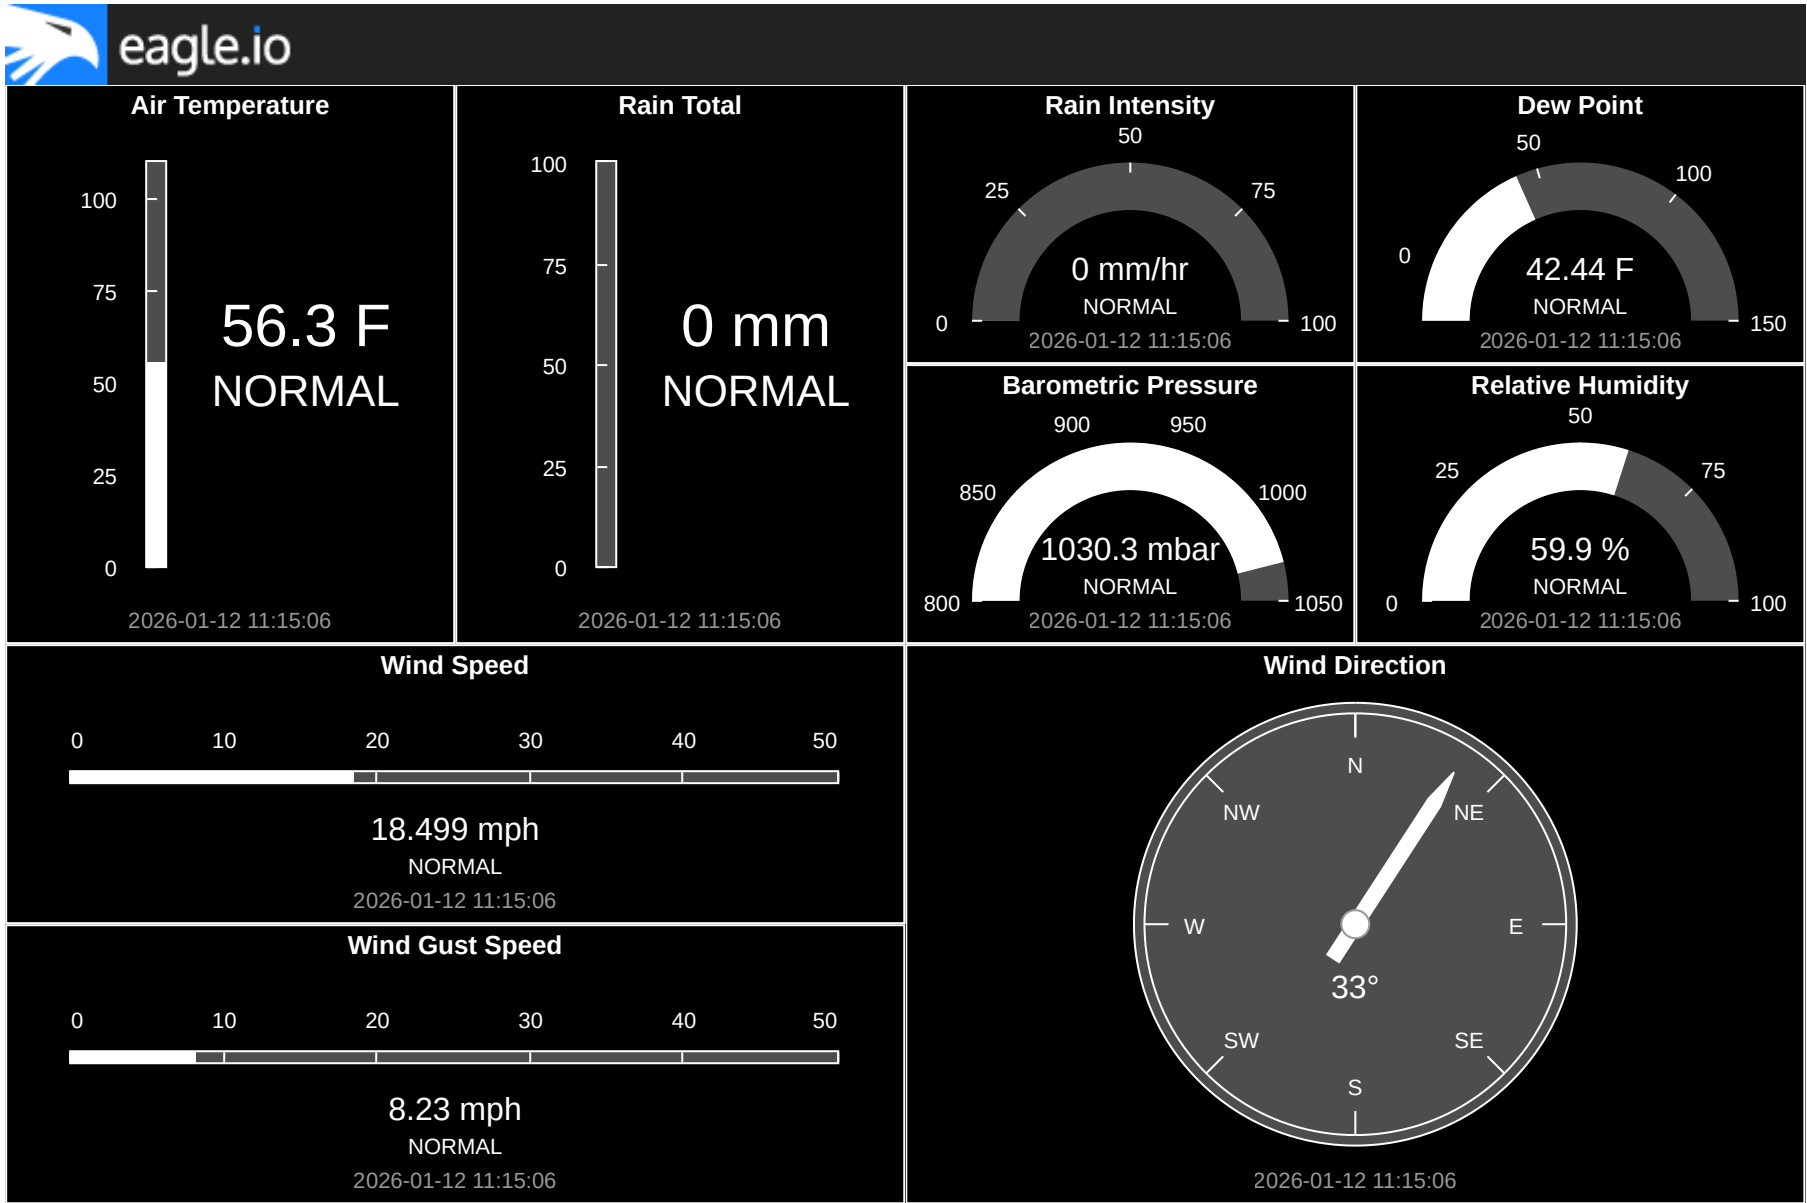 eagle.io
Air Temperature
100
75
50
25
0
56.3 F
NORMAL
2026-01-12 11:15:06
Rain Total
100
75
50
25
0
0 mm
NORMAL
2026-01-12 11:15:06
Rain Intensity
50
25
75
0
100
0 mm/hr
NORMAL
2026-01-12 11:15:06
Dew Point
50
100
0
150
42.44 F
NORMAL
2026-01-12 11:15:06
Barometric Pressure
900
950
850
1000
800
1050
1030.3 mbar
NORMAL
2026-01-12 11:15:06
Relative Humidity
50
25
75
0
100
59.9 %
NORMAL
2026-01-12 11:15:06
Wind Speed
0 10 20 30 40 50
18.499 mph
NORMAL
2026-01-12 11:15:06
Wind Gust Speed
0 10 20 30 40 50
8.23 mph
NORMAL
2026-01-12 11:15:06
Wind Direction
N
NW
NE
W
E
33°
SW
SE
S
2026-01-12 11:15:06